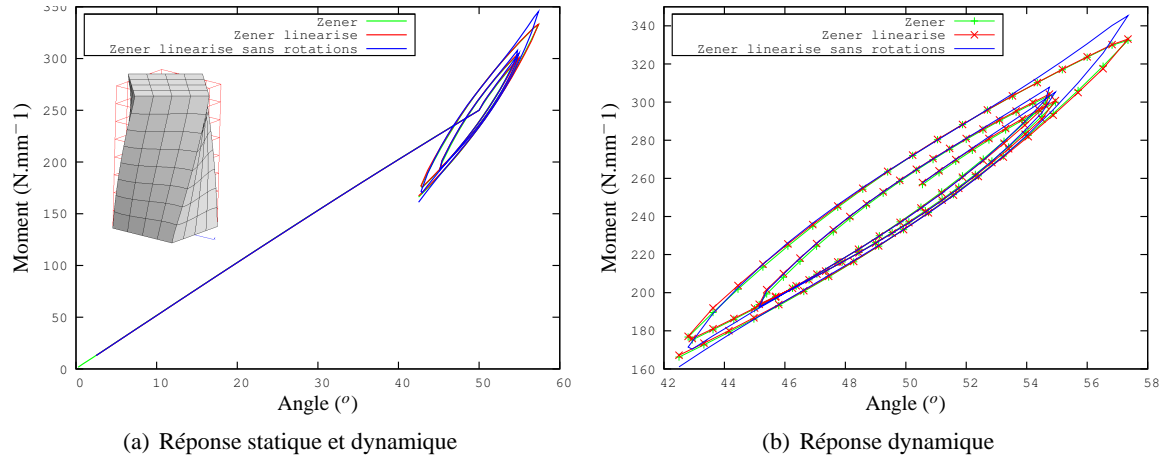 Zener
Zener linearise
Zener linearise sans rotations
Moment (N.mm−1)
350
300
250
200
150
100
50
0
0 10 20 30 40 50 60
Angle (o)
(a) Réponse statique et dynamique
Zener
Zener linearise
Zener linearise sans rotations
Moment (N.mm−1)
340
320
300
280
260
240
220
200
180
160
42 44 46 48 50 52 54 56 58
Angle (o)
(b) Réponse dynamique